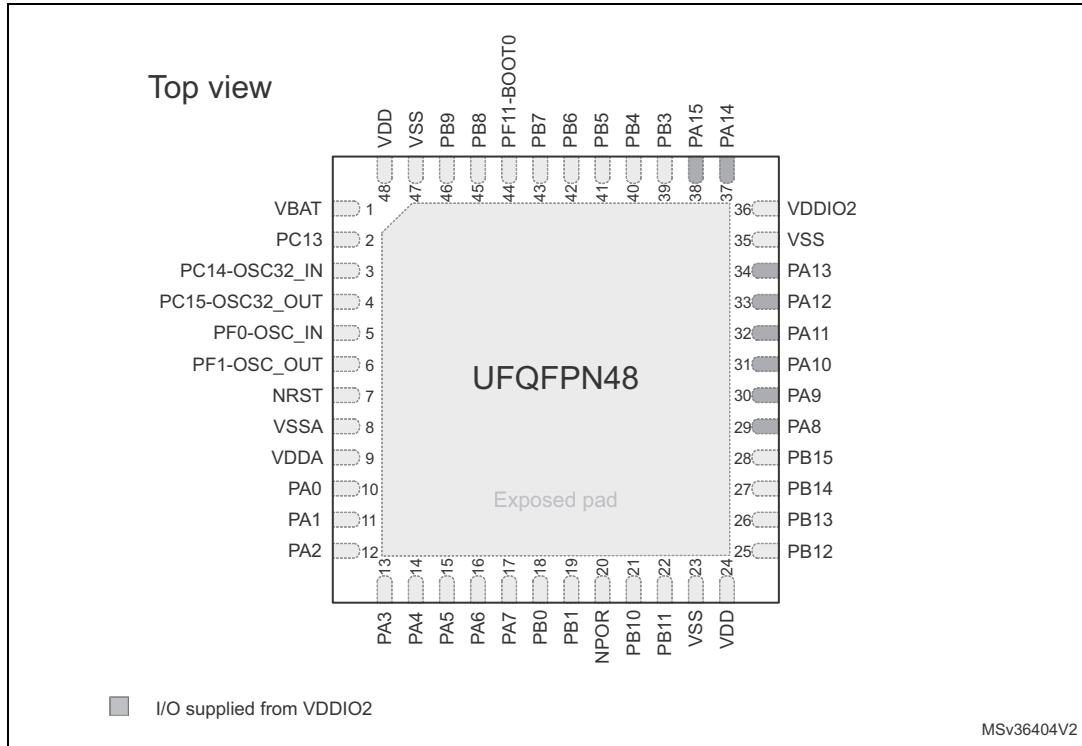 Top view
VDD
VSS
PB9
PB8
PF11-BOOT0
PB7
PB6
PB5
PB4
PB3
PA15
PA14
48
47
46
45
44
43
42
41
40
39
38
37
VBAT 1
PC13 2
PC14-OSC32_IN 3
PC15-OSC32_OUT 4
PF0-OSC_IN 5
PF1-OSC_OUT 6
NRST 7
VSSA 8
VDDA 9
PA0 10
PA1 11
PA2 12
UFQFPN48
Exposed pad
36 VDDIO2
35 VSS
34 PA13
33 PA12
32 PA11
31 PA10
30 PA9
29 PA8
28 PB15
27 PB14
26 PB13
25 PB12
13
14
15
16
17
18
19
20
21
22
23
24
PA3
PA4
PA5
PA6
PA7
PB0
PB1
NPOR
PB10
PB11
VSS
VDD
I/O supplied from VDDIO2
MSv36404V2